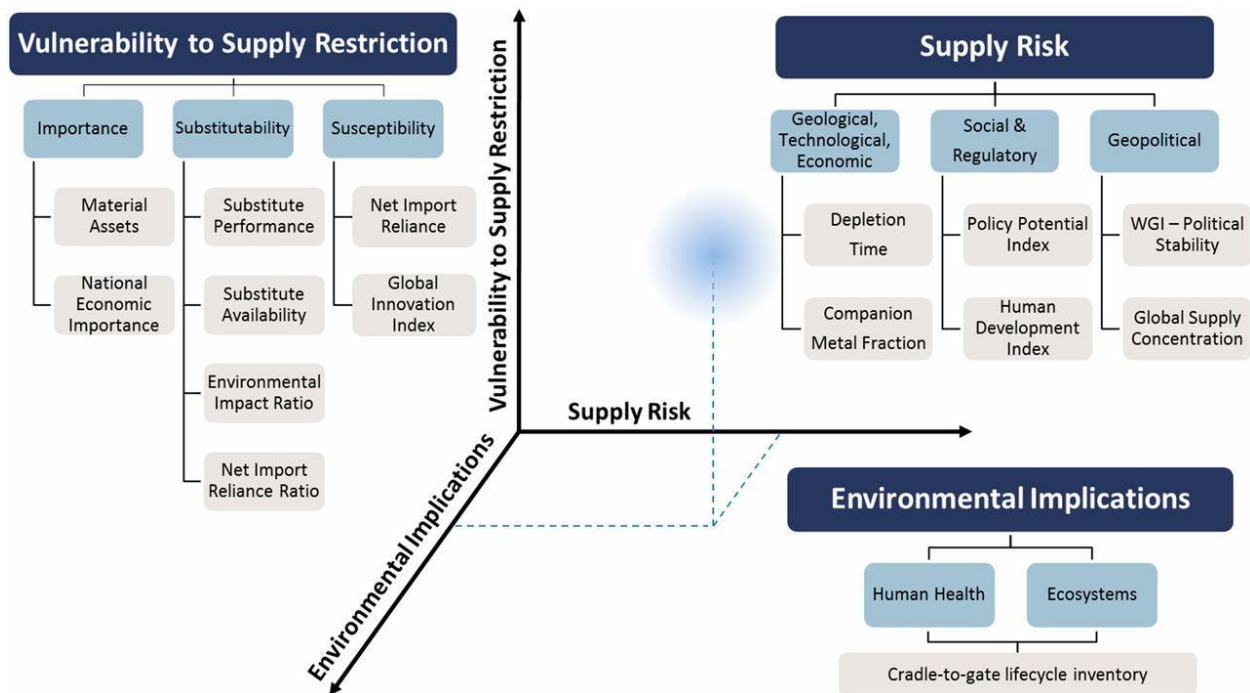 Vulnerability to Supply Restriction
Importance
Substitutability
Susceptibility
Material
Assets
National
Economic
Importance
Substitute
Performance
Substitute
Availability
Environmental
Impact Ratio
Net Import
Reliance Ratio
Net Import
Reliance
Global
Innovation
Index
Vulnerability to Supply Restriction
Supply Risk
Environmental Implications
Supply Risk
Geological,
Technological,
Economic
Social &
Regulatory
Geopolitical
Depletion
Time
Companion
Metal Fraction
Policy Potential
Index
Human
Development
Index
WGI – Political
Stability
Global Supply
Concentration
Environmental Implications
Human Health
Ecosystems
Cradle-to-gate lifecycle inventory